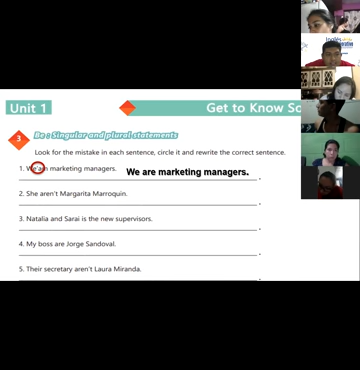 Unit 1
Get to Know So
3
Be : Singular and plural statements
Look for the mistake in each sentence, circle it and rewrite the correct sentence.
1. We'am marketing managers.
We are marketing managers.
2. She aren't Margarita Marroquin.
3. Natalia and Sarai is the new supervisors.
4. My boss are Jorge Sandoval.
5. Their secretary aren't Laura Miranda.
Inglés